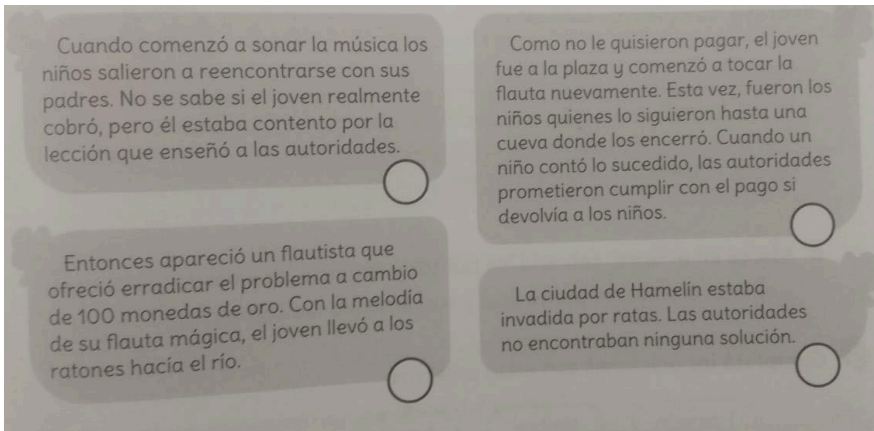 Cuando comenzó a sonar la música los
niños salieron a reencontrarse con sus
padres. No se sabe si el joven realmente
cobró, pero él estaba contento por la
lección que enseñó a las autoridades.
Como no le quisieron pagar, el joven
fue a la plaza y comenzó a tocar la
flauta nuevamente. Esta vez, fueron los
niños quienes lo siguieron hasta una
cueva donde los encerró. Cuando un
niño contó lo sucedido, las autoridades
prometieron cumplir con el pago si
devolvía a los niños.
Entonces apareció un flautista que
ofreció erradicar el problema a cambio
de 100 monedas de oro. Con la melodía
de su flauta mágica, el joven llevó a los
ratones hacía el río.
La ciudad de Hamelín estaba
invadida por ratas. Las autoridades
no encontraban ninguna solución.